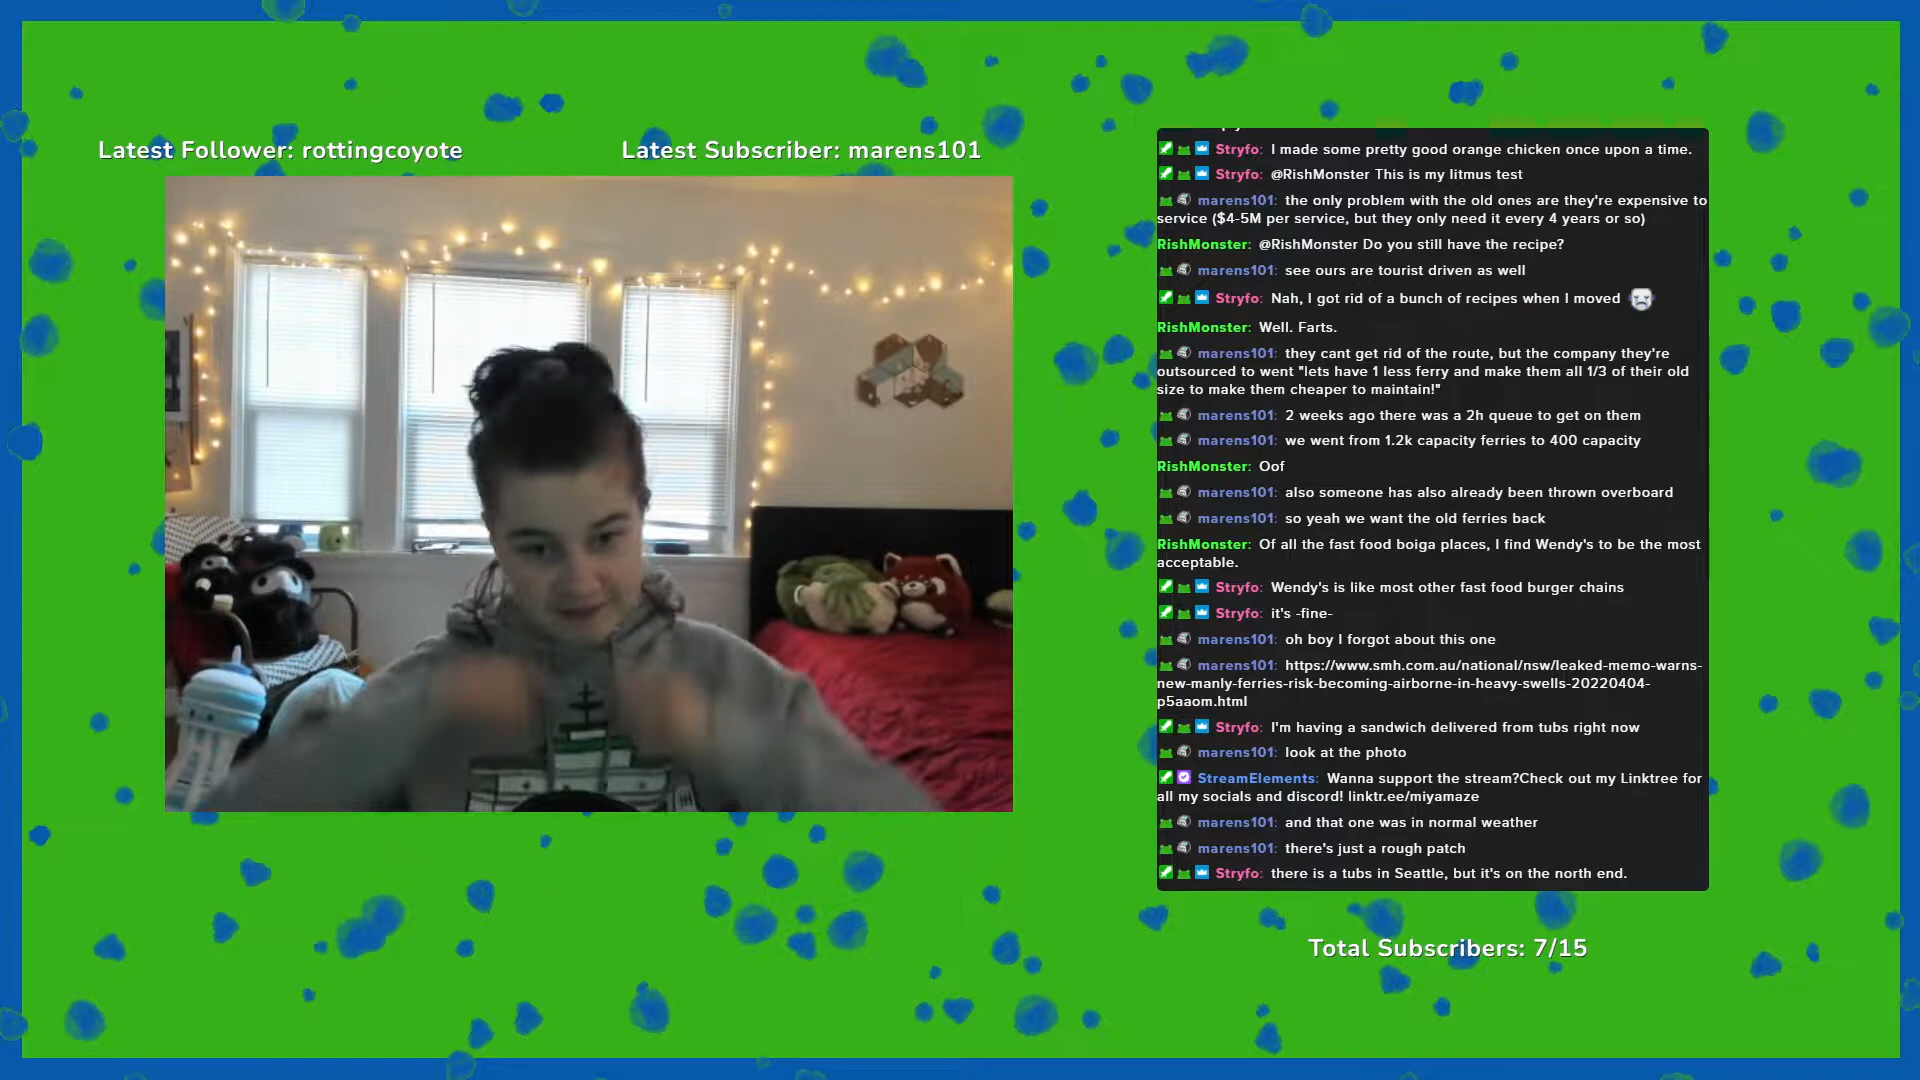 Latest Follower: rottingcoyote
Latest Subscriber: marens101
Stryfo: I made some pretty good orange chicken once upon a time.
Stryfo: @RishMonster This is my litmus test
marens101: the only problem with the old ones are they're expensive to
service ($4-5M per service, but they only need it every 4 years or so)
RishMonster: @RishMonster Do you still have the recipe?
marens101: see ours are tourist driven as well
Stryfo: Nah, I got rid of a bunch of recipes when I moved
RishMonster: Well. Farts.
marens101: they cant get rid of the route, but the company they're
outsourced to went "lets have 1 less ferry and make them all 1/3 of their old
size to make them cheaper to maintain!"
marens101: 2 weeks ago there was a 2h queue to get on them
marens101: we went from 1.2k capacity ferries to 400 capacity
RishMonster: Oof
marens101: also someone has also already been thrown overboard
marens101: so yeah we want the old ferries back
RishMonster: Of all the fast food boiga places, I find Wendy's to be the most
acceptable.
Stryfo: Wendy's is like most other fast food burger chains
Stryfo: it's -fine-
marens101: oh boy I forgot about this one
marens101: https://www.smh.com.au/national/nsw/leaked-memo-warns-
new-manly-ferries-risk-becoming-airborne-in-heavy-swells-20220404-
p5aaom.html
Stryfo: I'm having a sandwich delivered from tubs right now
marens101: look at the photo
StreamElements: Wanna support the stream?Check out my Linktree for
all my socials and discord! linktr.ee/miyamaze
marens101: and that one was in normal weather
marens101: there's just a rough patch
Stryfo: there is a tubs in Seattle, but it's on the north end.
Total Subscribers: 7/15